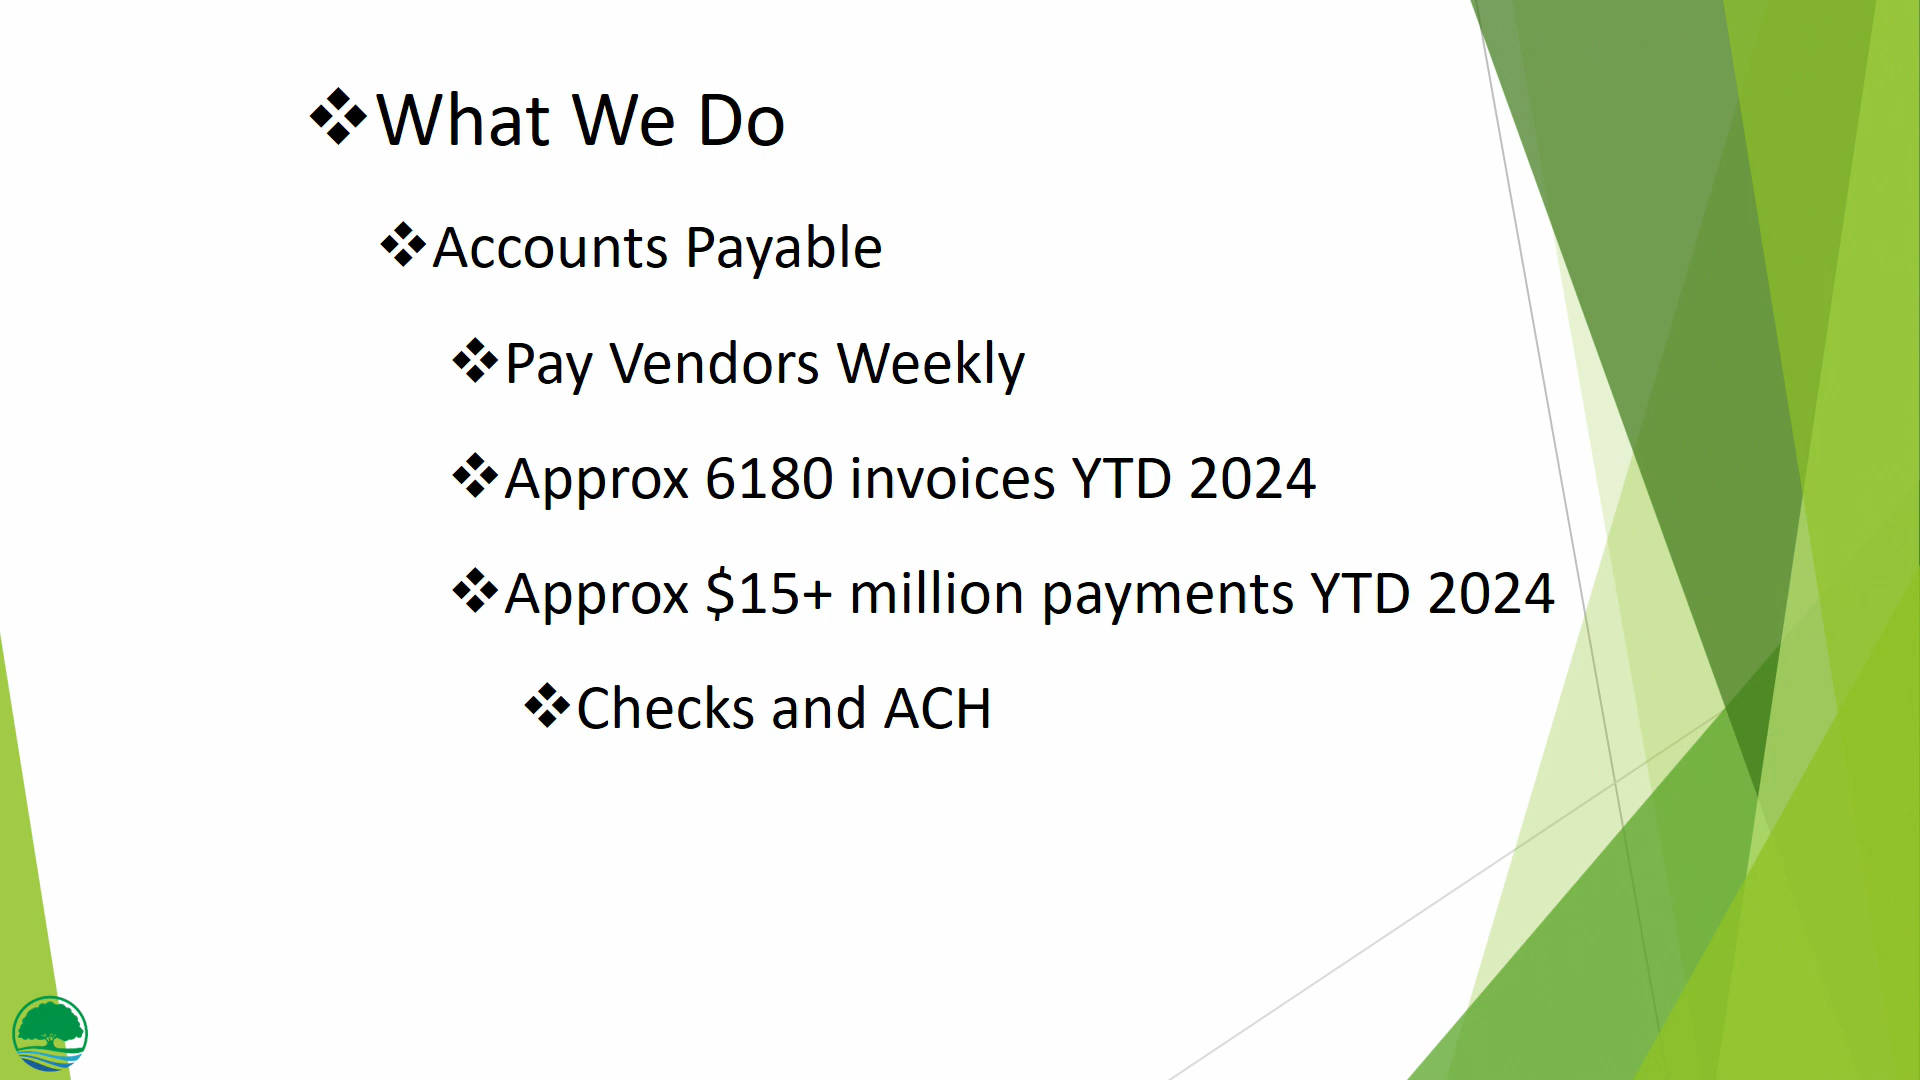 ❖What We Do
❖Accounts Payable
❖Pay Vendors Weekly
❖Approx 6180 invoices YTD 2024
❖Approx $15+ million payments YTD 2024
❖Checks and ACH